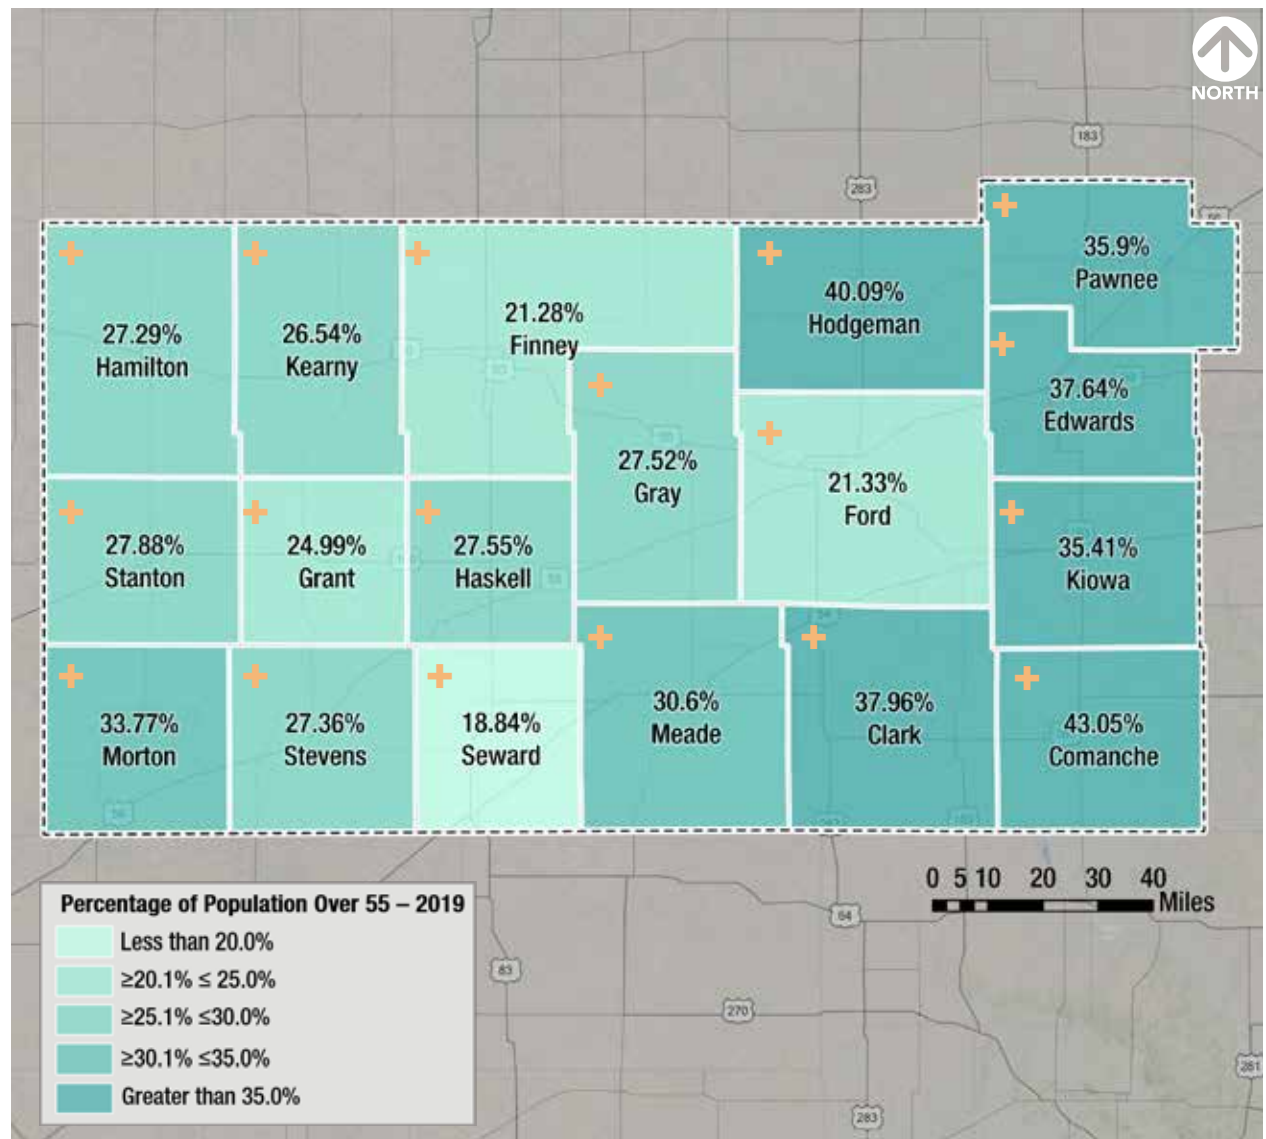 NORTH
183
283
35.9%
Pawnee
40.09%
Hodgeman
21.28%
Finney
27.29%
Hamilton
26.54%
Kearny
37.64%
Edwards
27.52%
Gray
21.33%
Ford
27.88%
Stanton
24.99%
Grant
27.55%
Haskell
35.41%
Kiowa
33.77%
Morton
27.36%
Stevens
18.84%
Seward
30.6%
Meade
37.96%
Clark
43.05%
Comanche
0 5 10 20 30 40
Miles
Percentage of Population Over 55 – 2019
Less than 20.0%
≥20.1% ≤ 25.0%
≥25.1% ≤30.0%
≥30.1% ≤35.0%
Greater than 35.0%
64
83
270
281
283